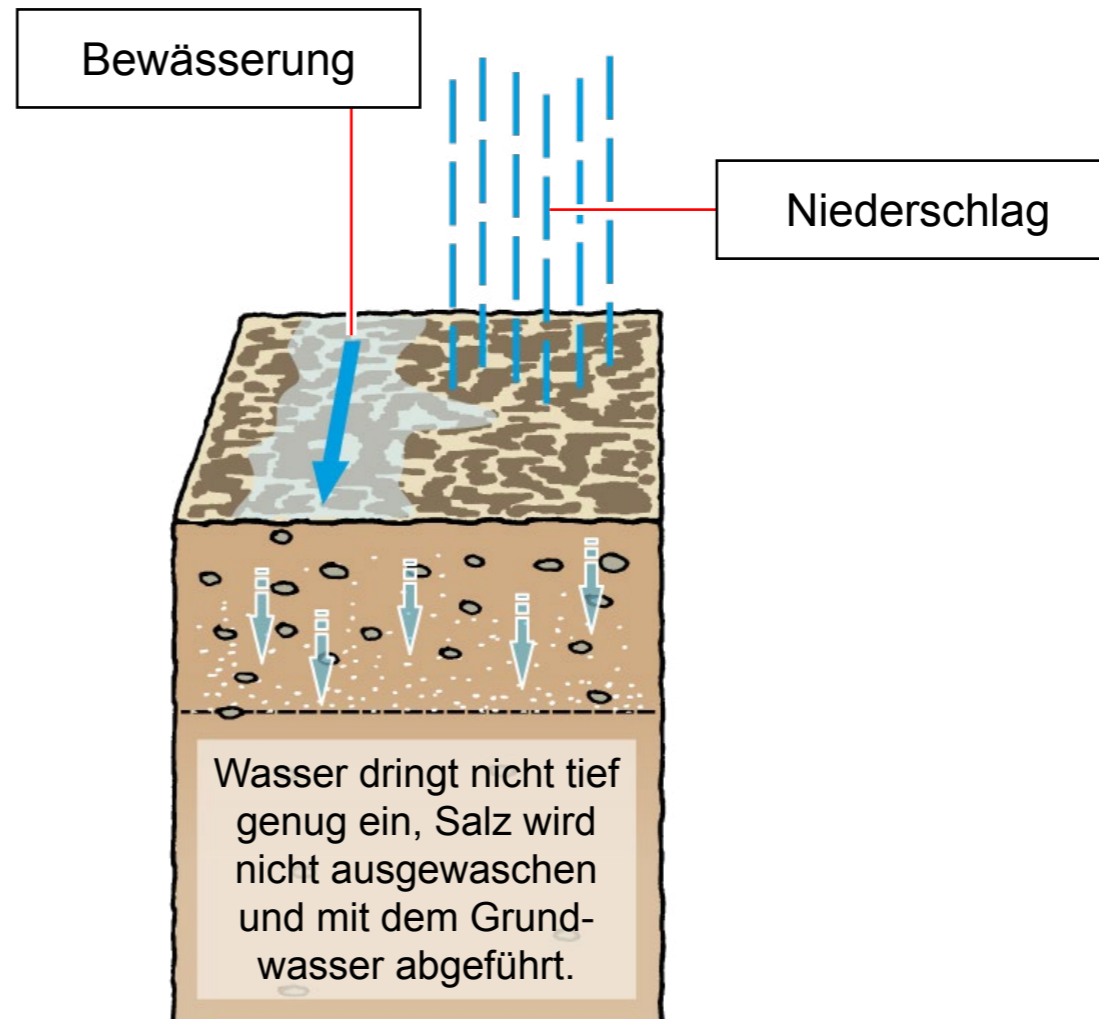 Bewässerung
Niederschlag
Wasser dringt nicht tief
genug ein, Salz wird
nicht ausgewaschen
und mit dem Grund-
wasser abgeführt.